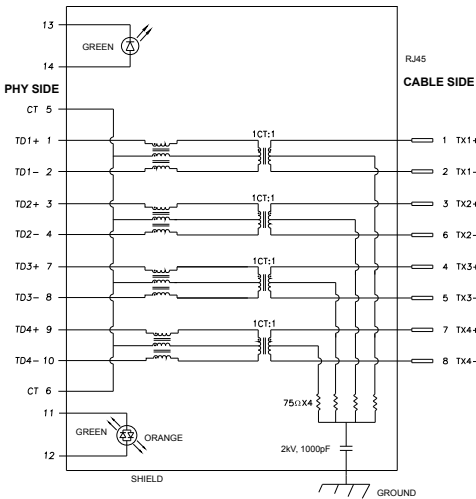 13
GREEN
14
RJ45
PHY SIDE
CABLE SIDE
CT 5
1CT:1
TD1+ 1
1 TX1+
TD1- 2
2 TX1-
1CT:1
TD2+ 3
3 TX2+
TD2- 4
6 TX2-
1CT:1
TD3+ 7
4 TX3+
TD3- 8
5 TX3-
1CT:1
TD4+ 9
7 TX4+
TD4- 10
8 TX4-
CT 6
75ΩX4
11
GREEN
ORANGE
2kV, 1000pF
12
SHIELD
GROUND